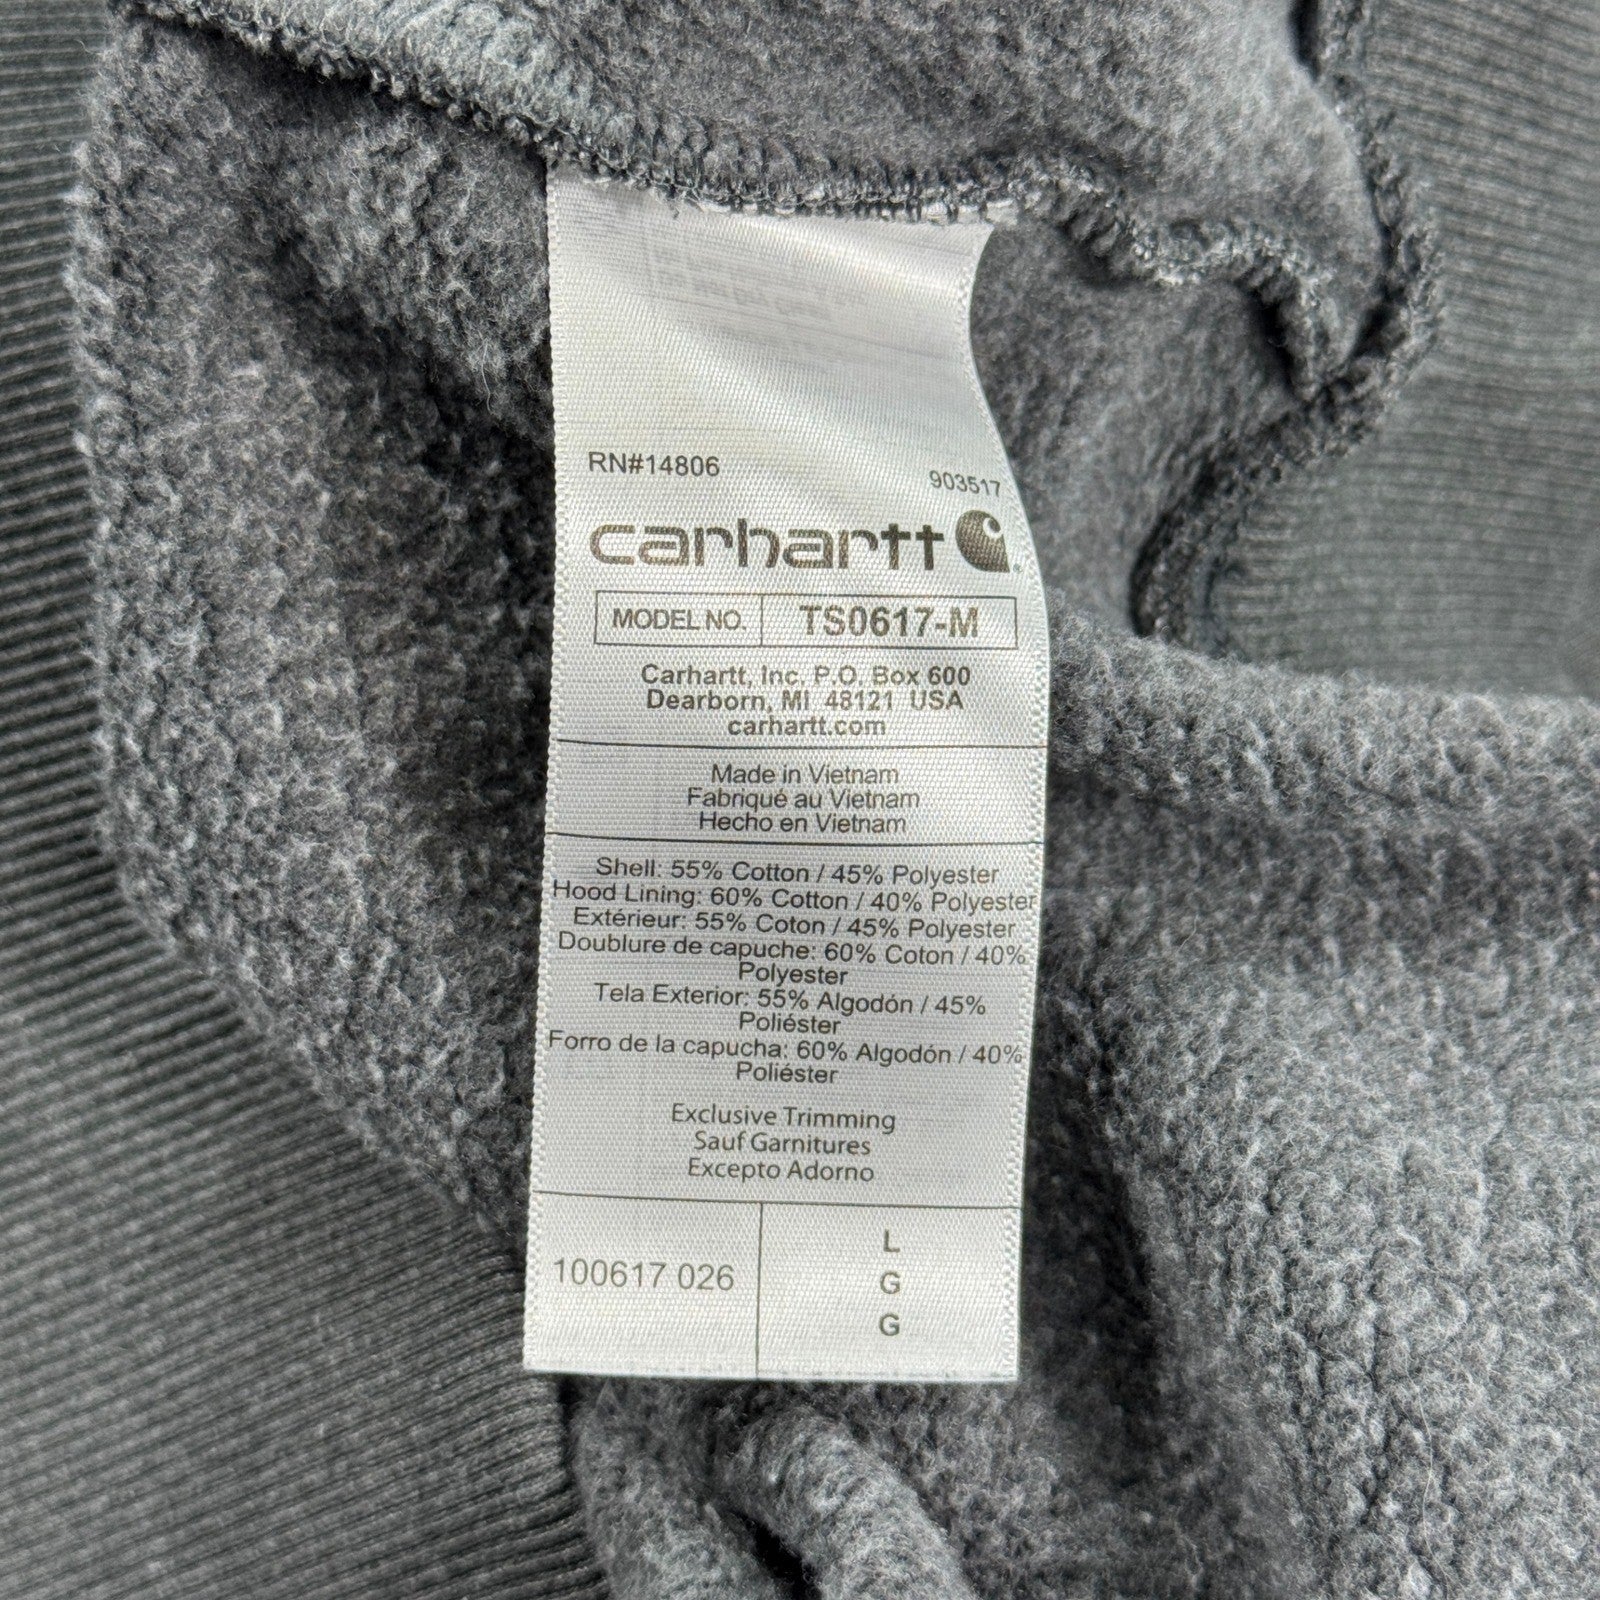 RN#14806
903517
carhartt
MODEL NO. TS0617-M
Carhartt, Inc. P.O. Box 600
Dearborn, MI 48121 USA
carhartt.com
Made in Vietnam
Fabriqué au Vietnam
Hecho en Vietnam
Shell: 55% Cotton / 45% Polyester
Hood Lining: 60% Cotton / 40% Polyester
Extérieur: 55% Coton / 45% Polyester
Doublure de capuche: 60% Coton / 40%
Polyester
Tela Exterior: 55% Algodón / 45%
Poliéster
Forro de la capucha: 60% Algodón / 40%
Poliéster
Exclusive Trimming
Sauf Garnitures
Excepto Adorno
100617 026
L
G
G